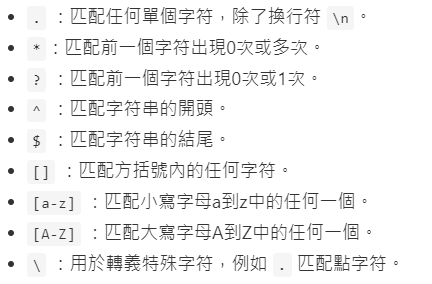 • . ：匹配任何單個字符，除了換行符 \n 。
• * ：匹配前一個字符出現0次或多次。
• ? ：匹配前一個字符出現0次或1次。
• ^ ：匹配字符串的開頭。
• $ ：匹配字符串的結尾。
• [] ：匹配方括號內的任何字符。
• [a-z] ：匹配小寫字母a到z中的任何一個。
• [A-Z] ：匹配大寫字母A到Z中的任何一個。
• \ ：用於轉義特殊字符，例如 . 匹配點字符。